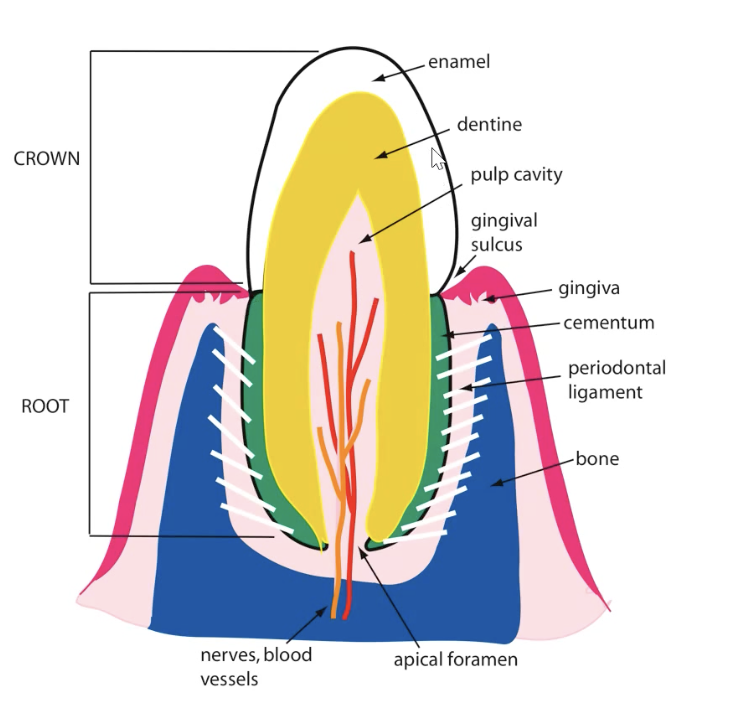 enamel
dentine
CROWN
pulp cavity
gingival
sulcus
gingiva
cementum
periodontal
ligament
ROOT
bone
nerves, blood
vessels
apical foramen